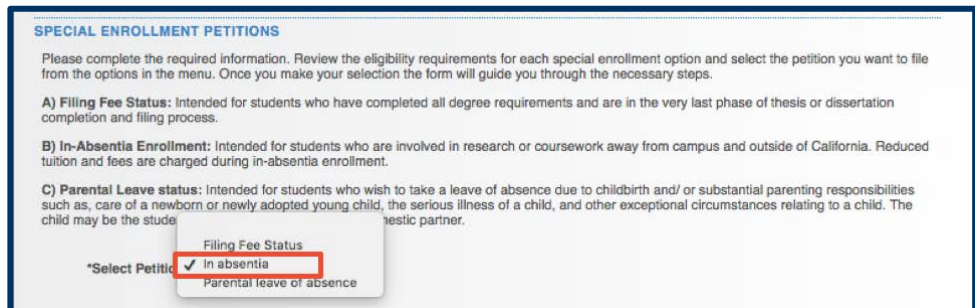 SPECIAL ENROLLMENT PETITIONS
Please complete the required information. Review the eligibility requirements for each special enrollment option and select the petition you want to file
from the options in the menu. Once you make your selection the form will guide you through the necessary steps.
A) Filing Fee Status: Intended for students who have completed all degree requirements and are in the very last phase of thesis or dissertation
completion and filing process.
B) In-Absentia Enrollment: Intended for students who are involved in research or coursework away from campus and outside of California. Reduced
tuition and fees are charged during in-absentia enrollment.
C) Parental Leave status: Intended for students who wish to take a leave of absence due to childbirth and/ or substantial parenting responsibilities
such as, care of a newborn or newly adopted young child, the serious illness of a child, and other exceptional circumstances relating to a child. The
child may be the stude nestic partner.
Filing Fee Status
*Select Petitio ✓ In absentia
Parental leave of absence